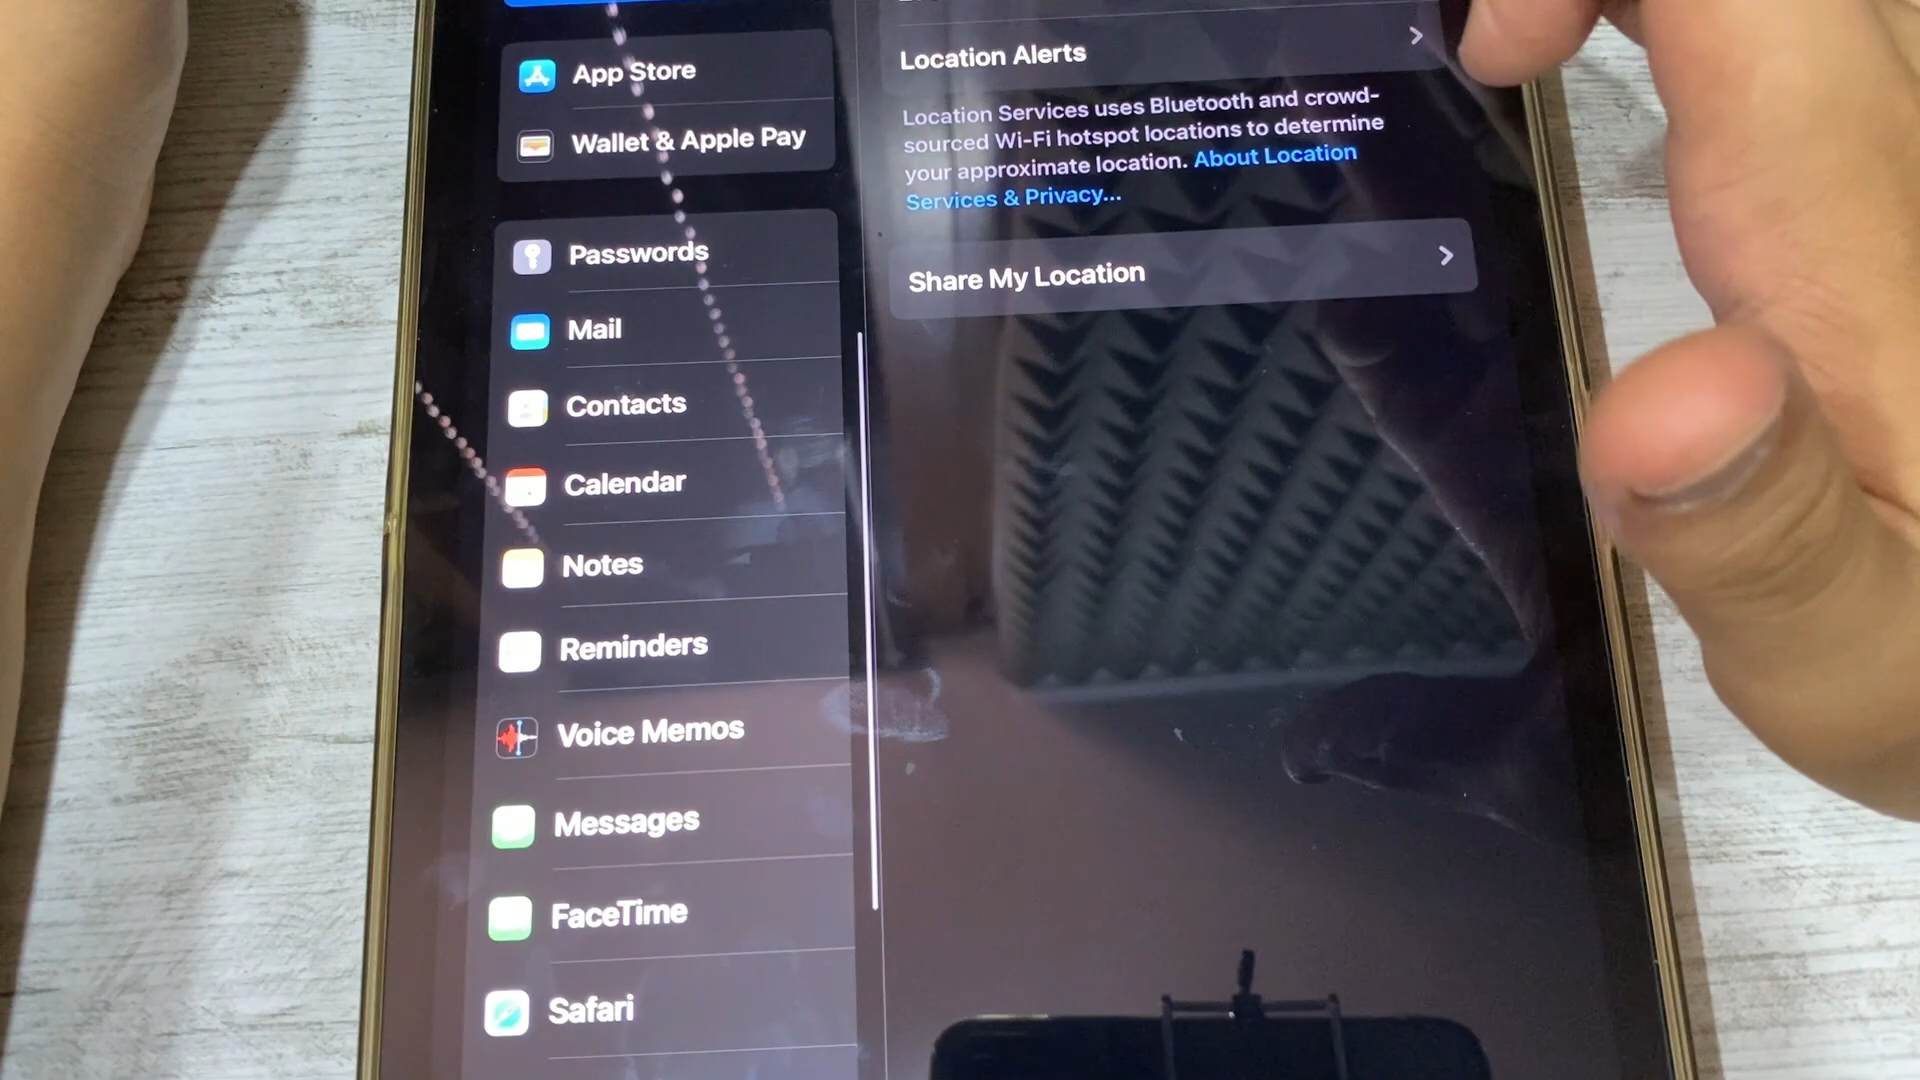 App Store
Wallet & Apple Pay
Passwords
Mail
Contacts
Calendar
Notes
Reminders
Voice Memos
Messages
FaceTime
Safari
Location Alerts
Location Services uses Bluetooth and crowd-
sourced Wi-Fi hotspot locations to determine
your approximate location. About Location
Services & Privacy...
Share My Location